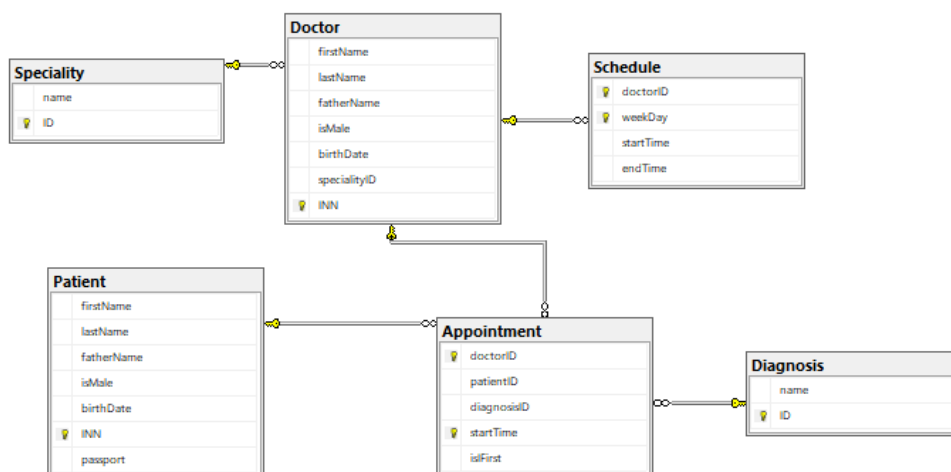 Speciality
name
ID
Doctor
firstName
lastName
fatherName
isMale
birthDate
specialityID
INN
Schedule
doctorID
weekDay
startTime
endTime
Patient
firstName
lastName
fatherName
isMale
birthDate
INN
passport
Appointment
doctorID
patientID
diagnosisID
startTime
islFirst
Diagnosis
name
ID